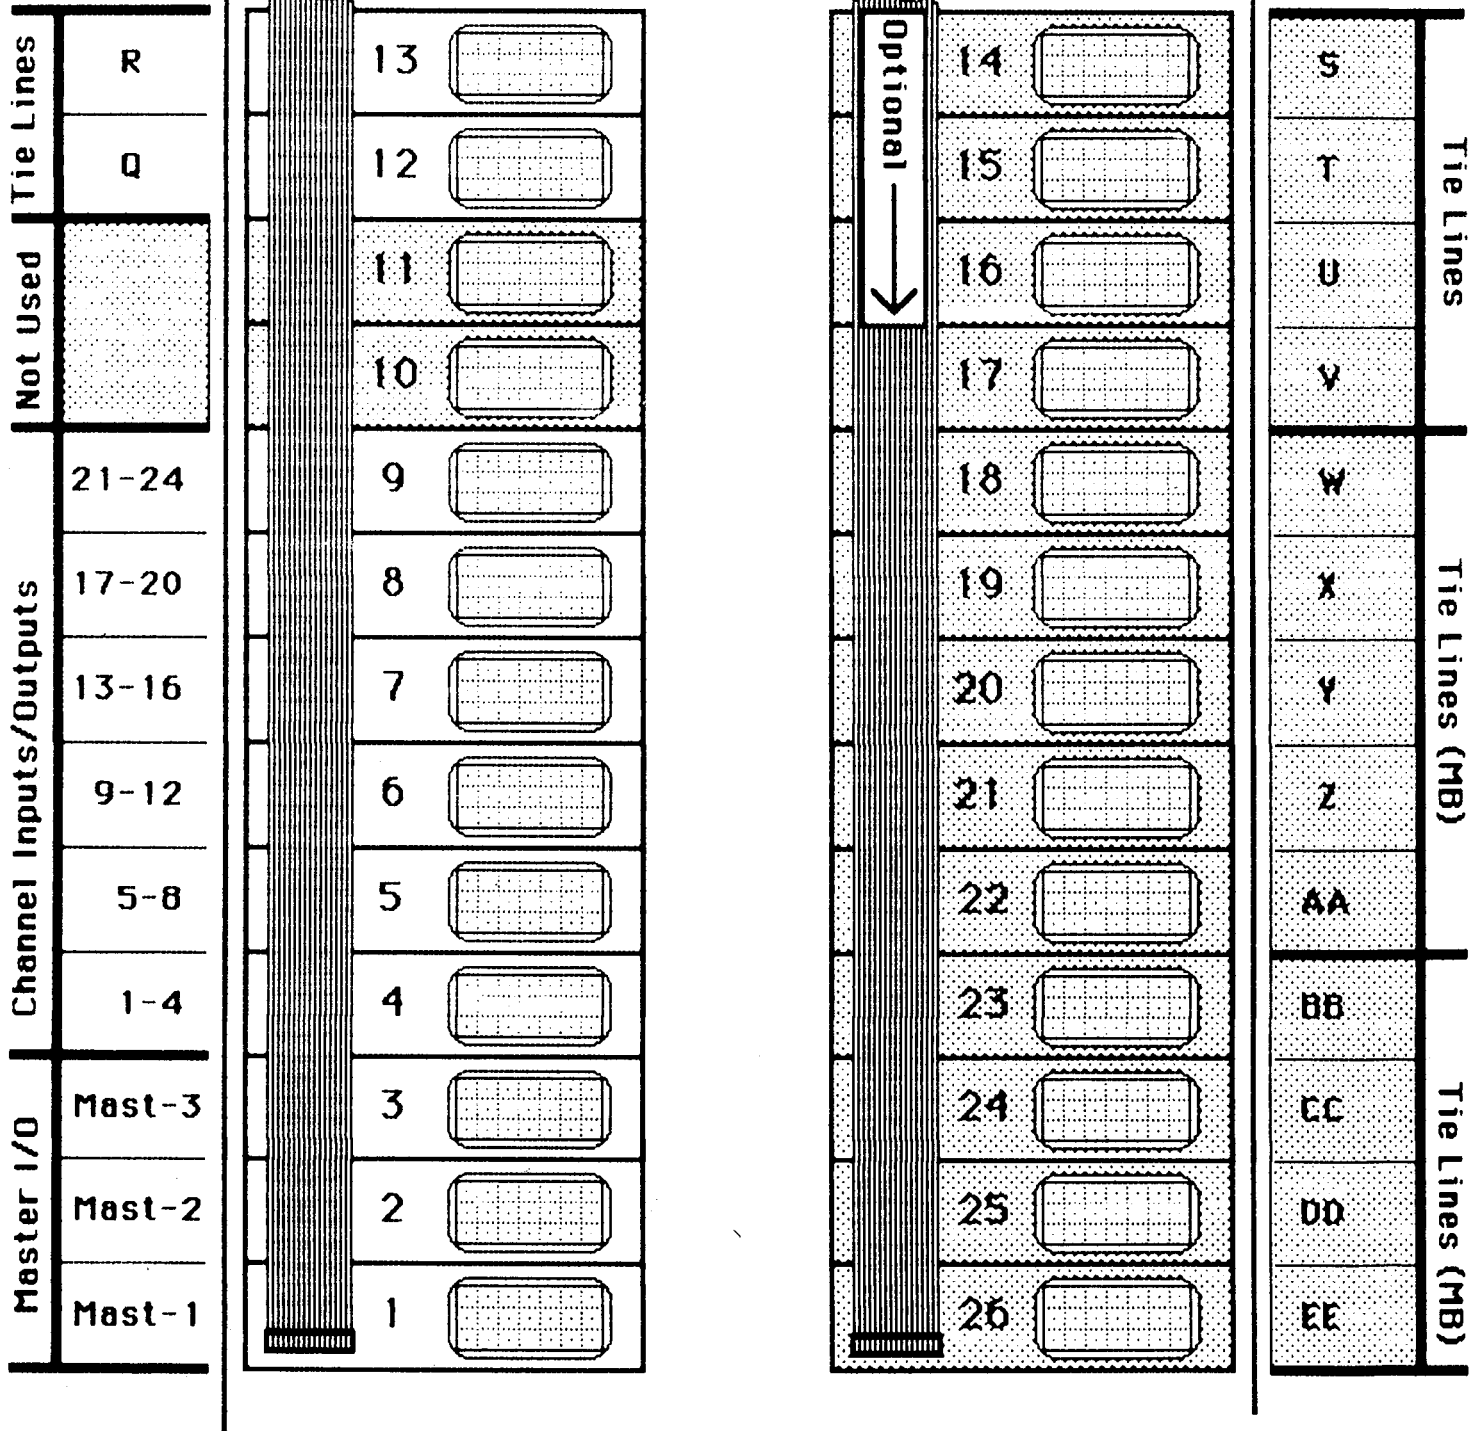 Tie Lines
R 13
Q 12
Not Used
11
10
Channel Inputs/Outputs
21-24 9
17-20 8
13-16 7
9-12 6
5-8 5
1-4 4
Master I/O
Mast-3 3
Mast-2 2
Mast-1 1
Optional
14 S
15 T
16 U
17 V
Tie Lines
18 W
19 X
20 Y
21 Z
22 AA
Tie Lines (MB)
23 BB
24 CC
25 DD
26 EE
Tie Lines (MB)